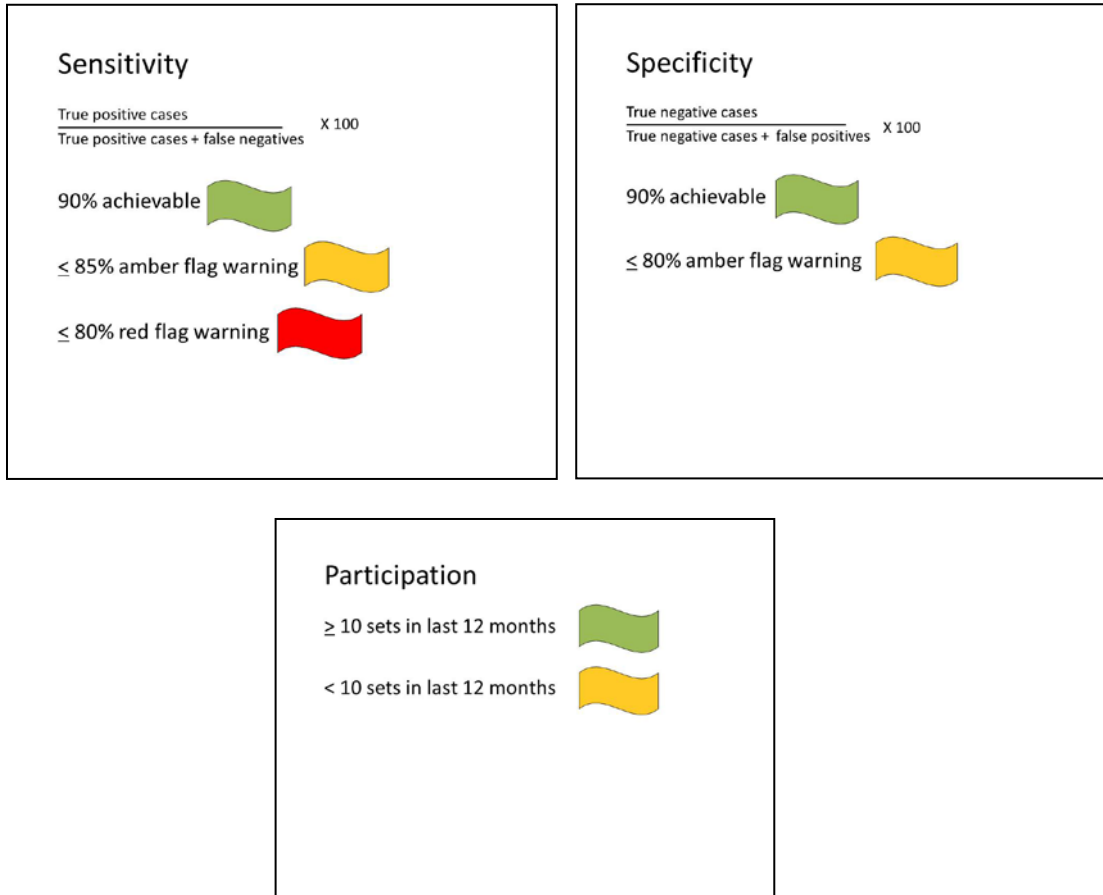 Sensitivity
True positive cases
True positive cases + false negatives
X 100
90% achievable
≤ 85% amber flag warning
≤ 80% red flag warning
Specificity
True negative cases
True negative cases + false positives
X 100
90% achievable
≤ 80% amber flag warning
Participation
≥ 10 sets in last 12 months
< 10 sets in last 12 months